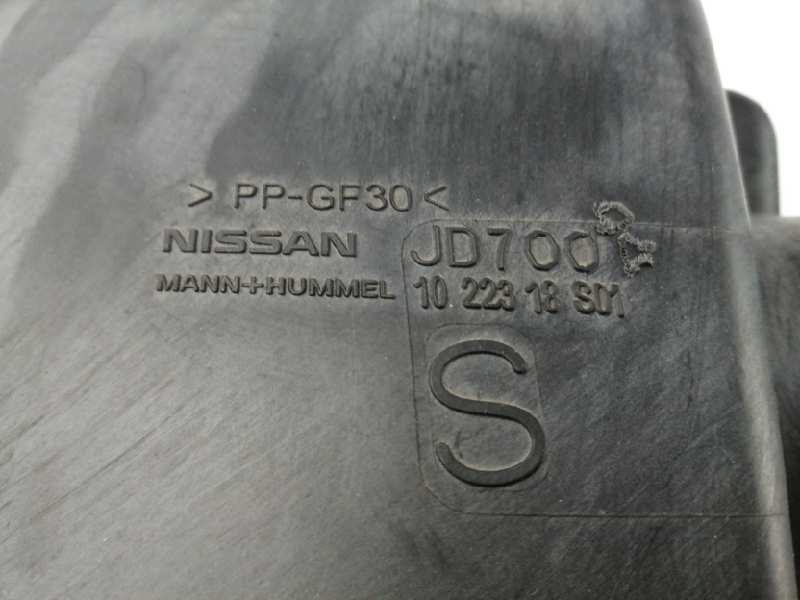 > PP-GF30 <
NISSAN JD700
MANN+HUMMEL 10 223 18 S01
S